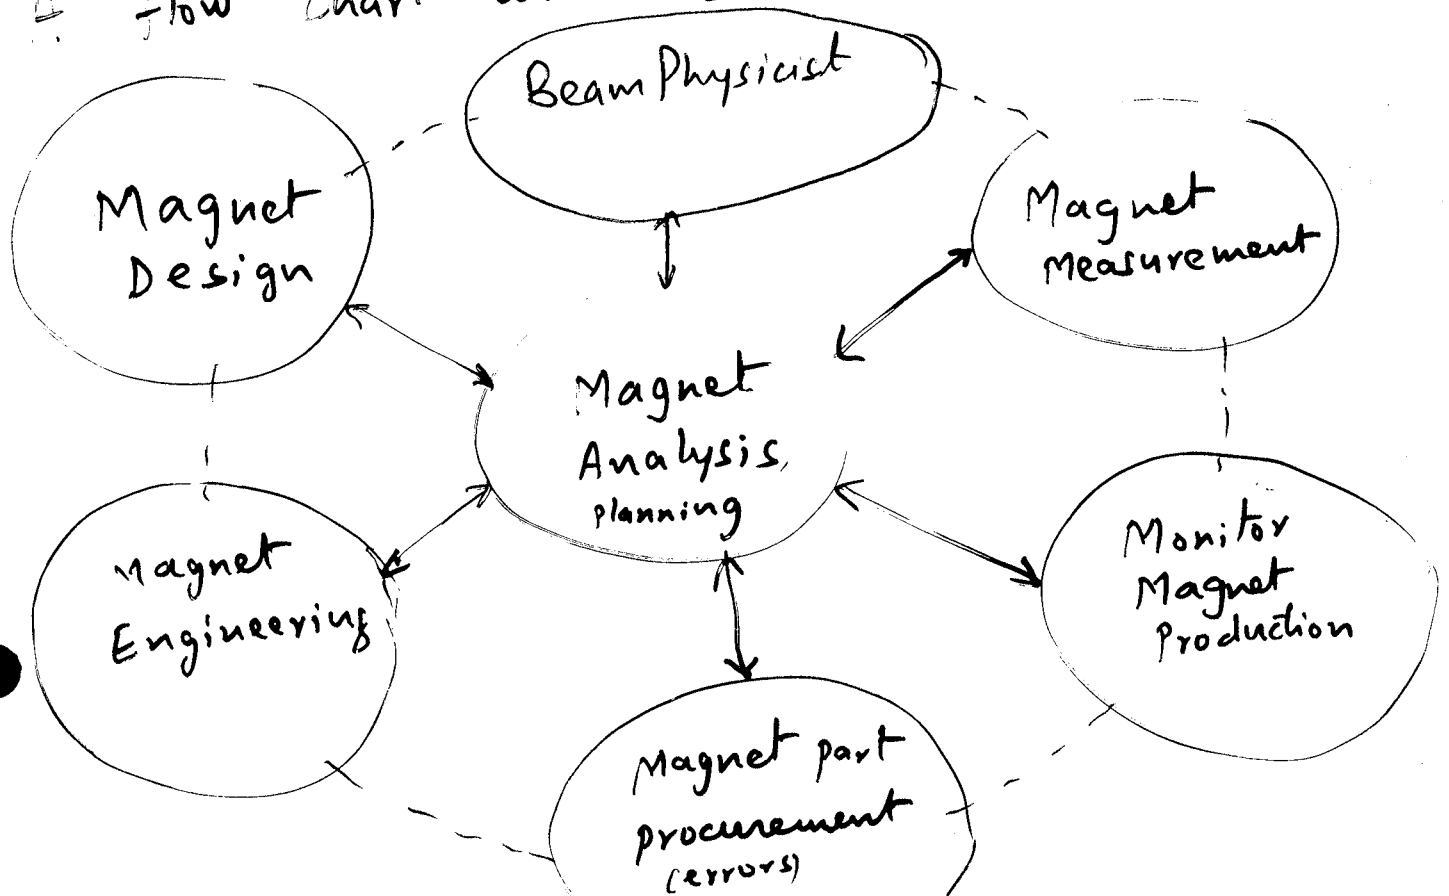 Flow Chart
Beam Physicist
Magnet
Design
Magnet
Measurement
Magnet
Analysis,
planning
Magnet
Engineering
Monitor
Magnet
Production
Magnet part
procurement
(errors)